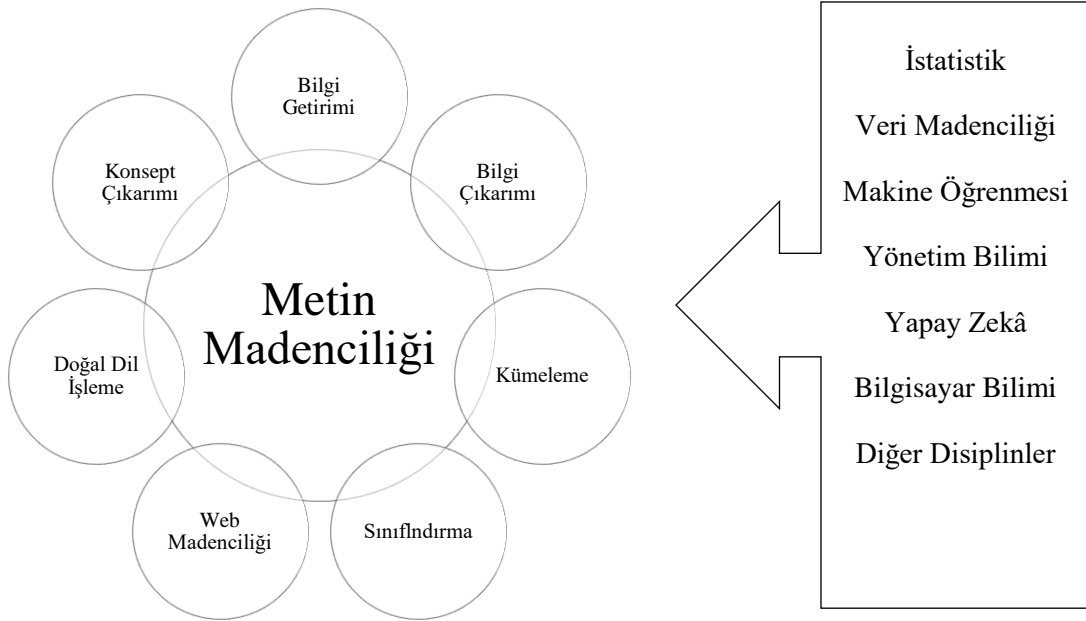 Bilgi
Getirimi
Konsept
Çıkarımı
Bilgi
Çıkarımı
Metin
Madenciliği
Doğal Dil
İşleme
Kümeleme
Web
Madenciliği
Sınıflndırma
İstatistik
Veri Madenciliği
Makine Öğrenmesi
Yönetim Bilimi
Yapay Zekâ
Bilgisayar Bilimi
Diğer Disiplinler